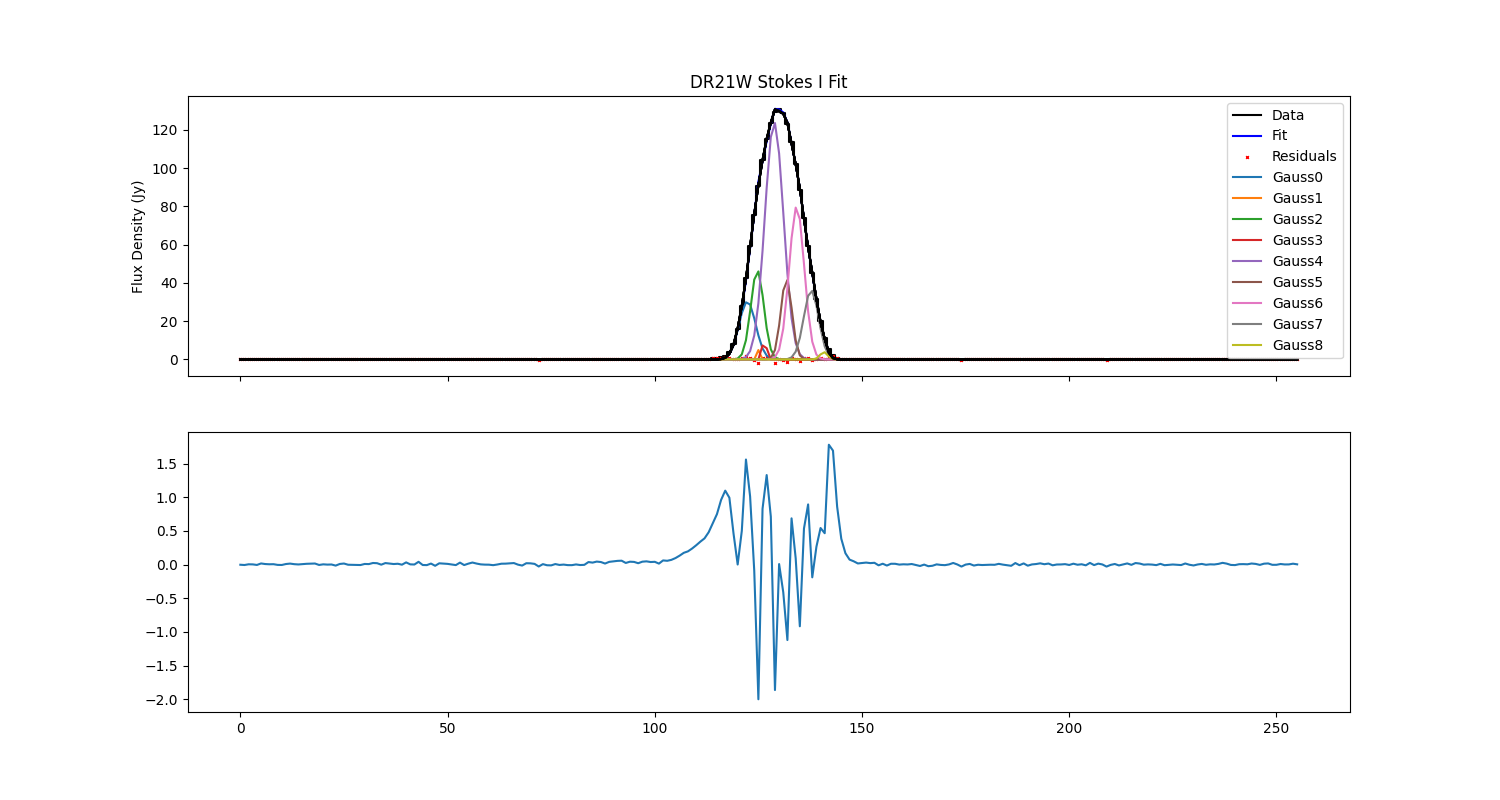 DR21W Stokes I Fit
Flux Density (Jy)
120
100
80
60
40
20
0
Data
Fit
Residuals
Gauss0
Gauss1
Gauss2
Gauss3
Gauss4
Gauss5
Gauss6
Gauss7
Gauss8
1.5
1.0
0.5
0.0
−0.5
−1.0
−1.5
−2.0
0 50 100 150 200 250